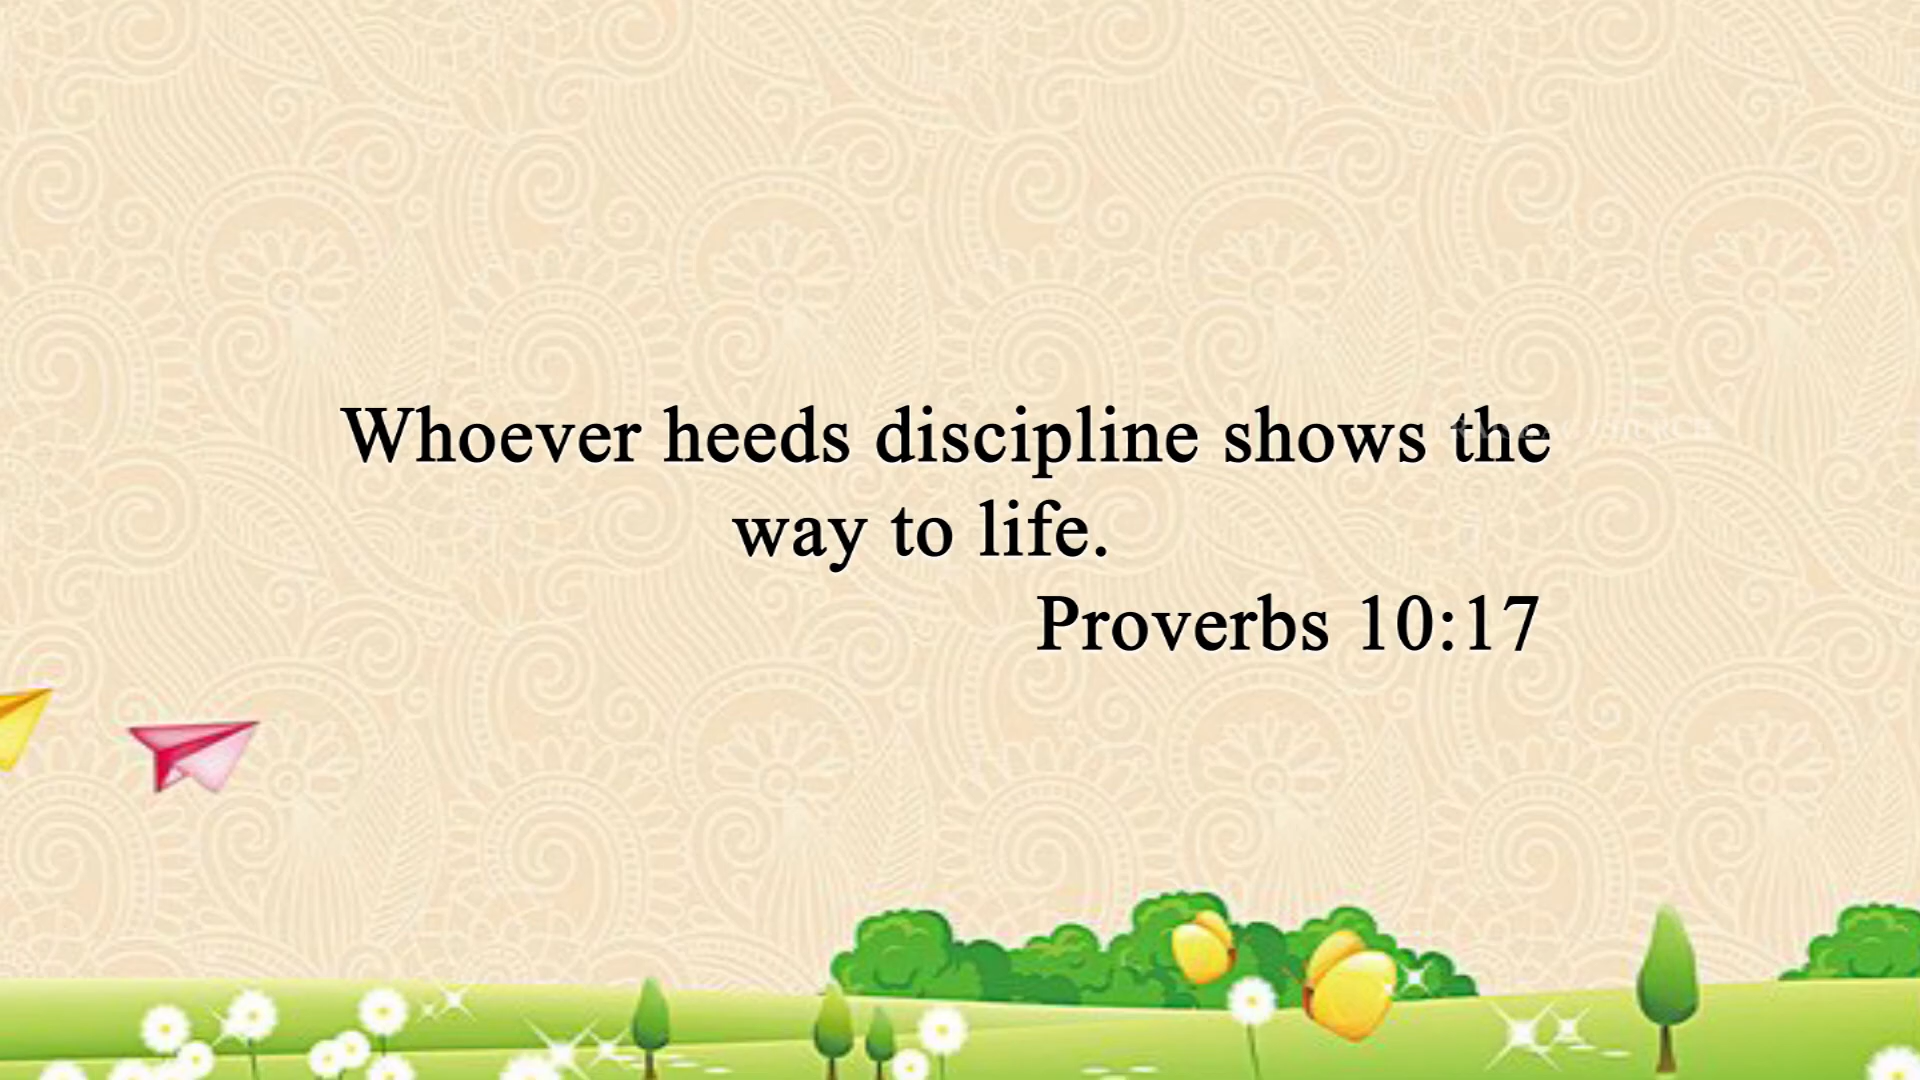 Whoever heeds discipline shows the
way to life.
Proverbs 10:17